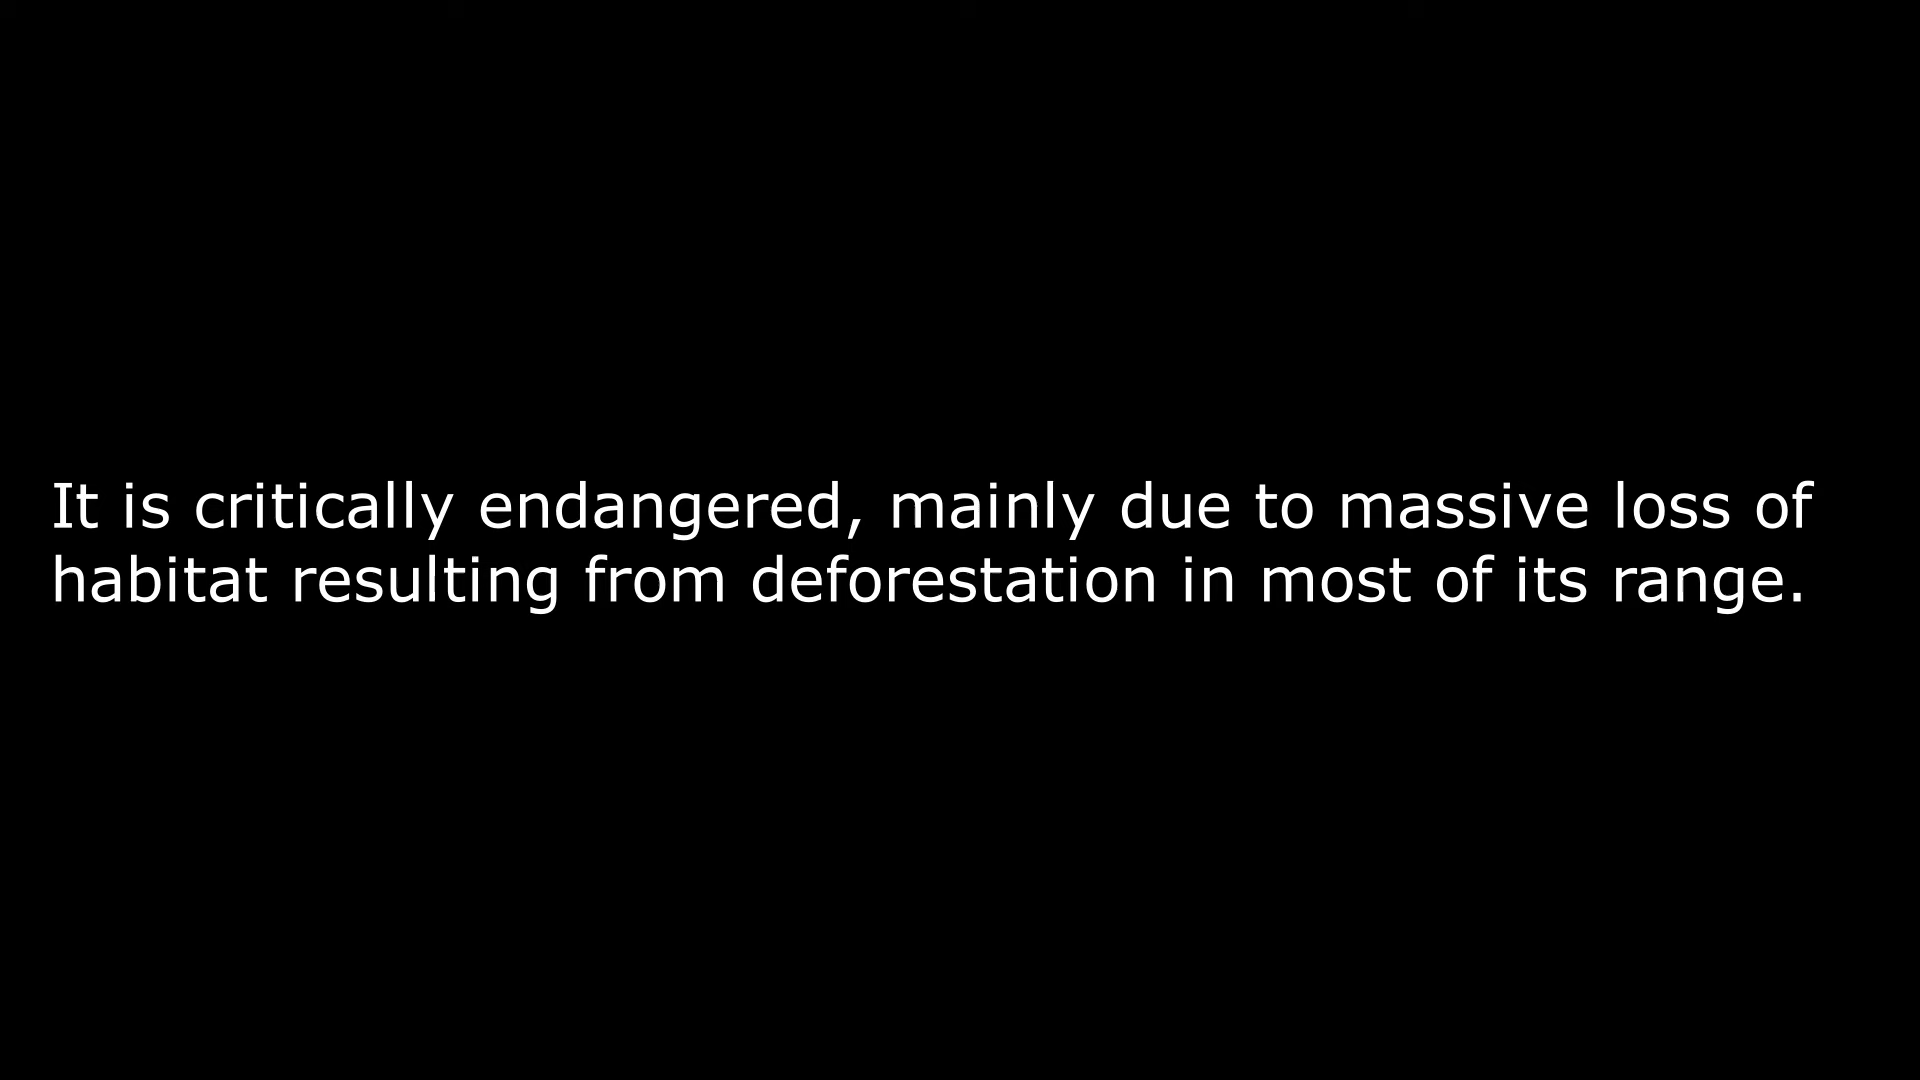 It is critically endangered, mainly due to massive loss of
habitat resulting from deforestation in most of its range.